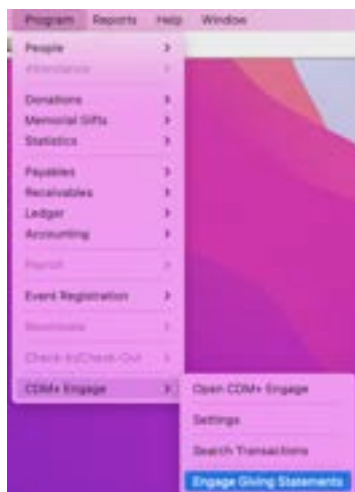 Program Reports Help Window
People
Attendance
Donations
Memorial Gifts
Statistics
Payables
Receivables
Ledger
Accounting
Payroll
Event Registration
Roommate
Check-In/Check-Out
CDM+ Engage
Open CDM+ Engage
Settings
Search Transactions
Engage Giving Statements